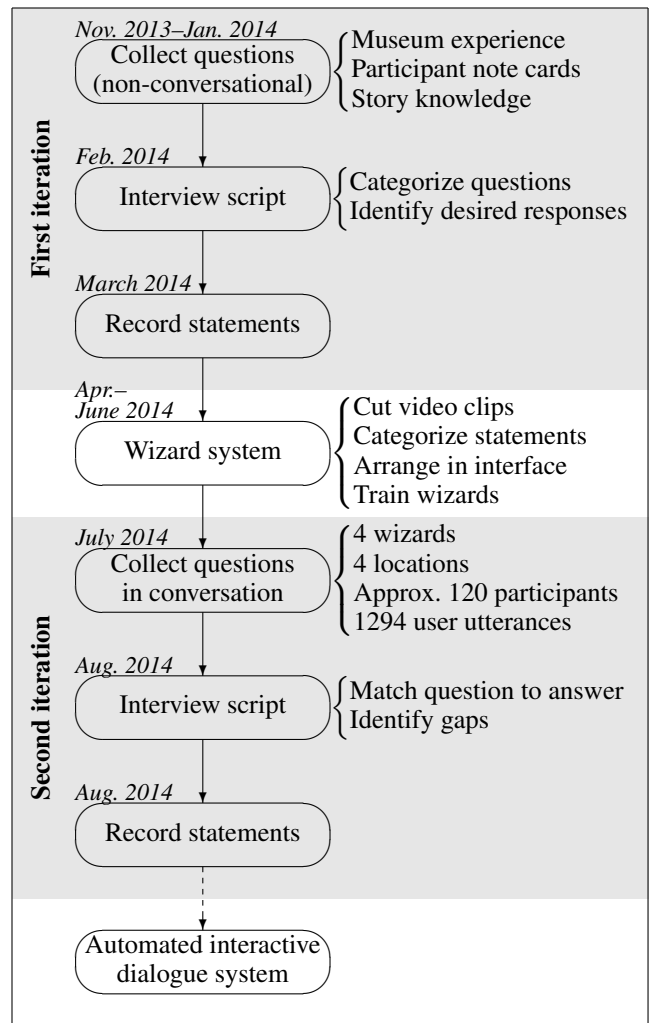 Nov. 2013–Jan. 2014
Collect questions
(non-conversational)
Museum experience
Participant note cards
Story knowledge
First iteration
Feb. 2014
Interview script
Categorize questions
Identify desired responses
March 2014
Record statements
Apr.–
June 2014
Wizard system
Cut video clips
Categorize statements
Arrange in interface
Train wizards
Second iteration
July 2014
Collect questions
in conversation
4 wizards
4 locations
Approx. 120 participants
1294 user utterances
Aug. 2014
Interview script
Match question to answer
Identify gaps
Aug. 2014
Record statements
Automated interactive
dialogue system